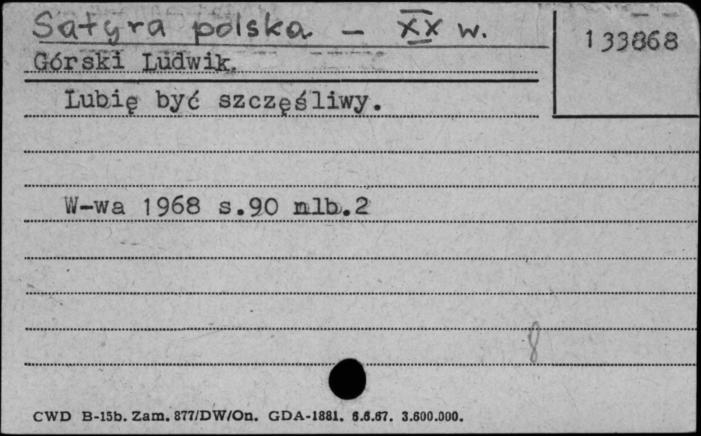 Satyra polska - XX w.
133868
Górski Ludwik.
Lubię być szczęśliwy.
W-wa 1968 s.90 nlb.2
8
CWD B-15b. Zam. 877/DW/On. GDA-1881. 6.6.67. 3.600.000.